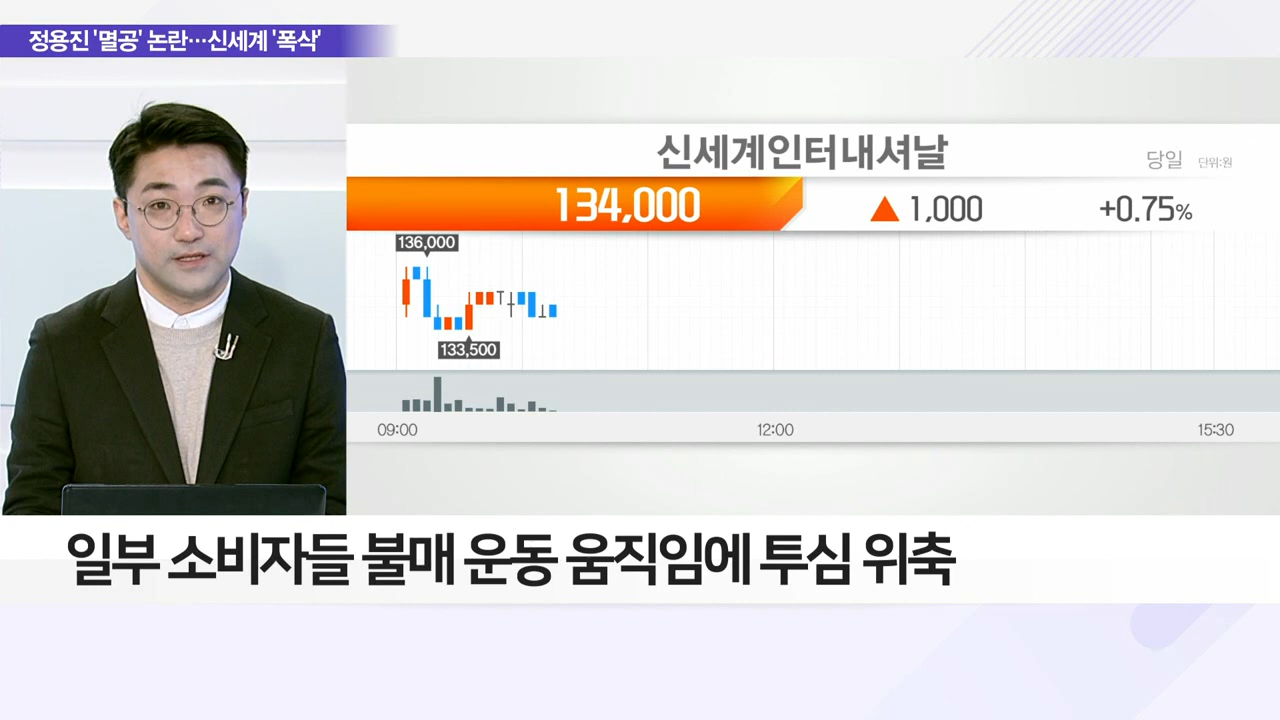 정용진 '멸공' 논란…신세계 '폭삭'
신세계인터내셔날
당일 단위:원
134,000 ▲ 1,000 +0.75%
136,000
133,500
09:00 12:00 15:30
일부 소비자들 불매 운동 움직임에 투심 위축